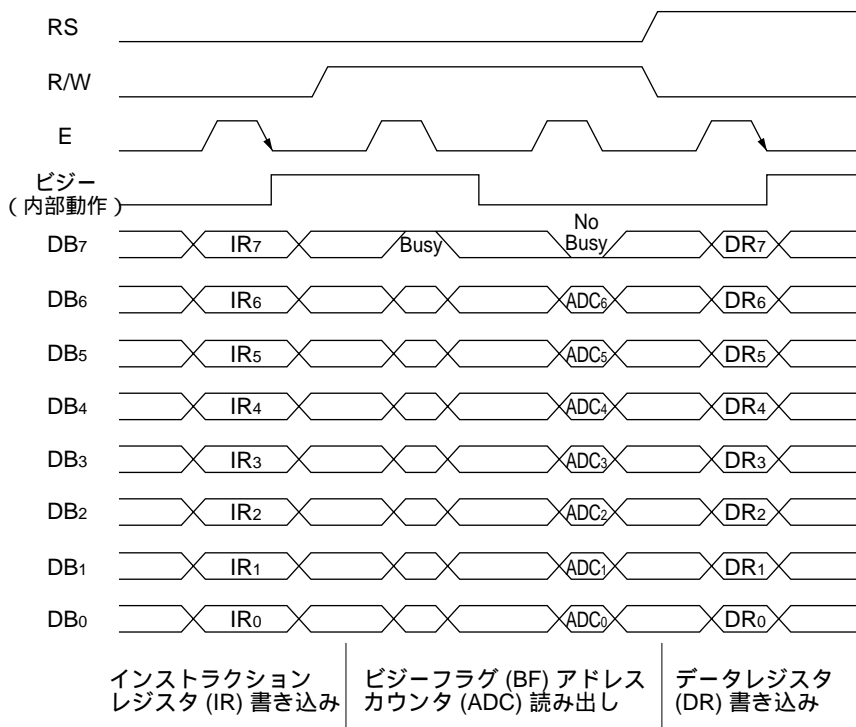 RS
R/W
E
ビジー
(内部動作)
No
DB7 IR7 Busy Busy DR7
DB6 IR6 ADC6 DR6
DB5 IR5 ADC5 DR5
DB4 IR4 ADC4 DR4
DB3 IR3 ADC3 DR3
DB2 IR2 ADC2 DR2
DB1 IR1 ADC1 DR1
DB0 IR0 ADC0 DR0
インストラクション
レジスタ (IR) 書き込み
ビジーフラグ (BF) アドレス
カウンタ (ADC) 読み出し
データレジスタ
(DR) 書き込み